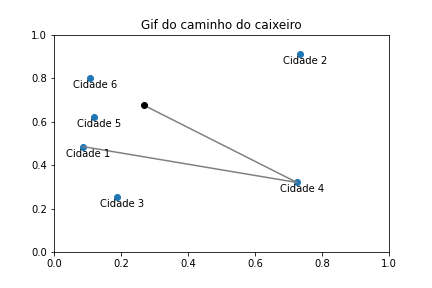 Gif do caminho do caixeiro
1.0
0.8
0.6
0.4
0.2
0.0
Cidade 2
Cidade 6
Cidade 5
Cidade 1
Cidade 4
Cidade 3
0.0 0.2 0.4 0.6 0.8 1.0